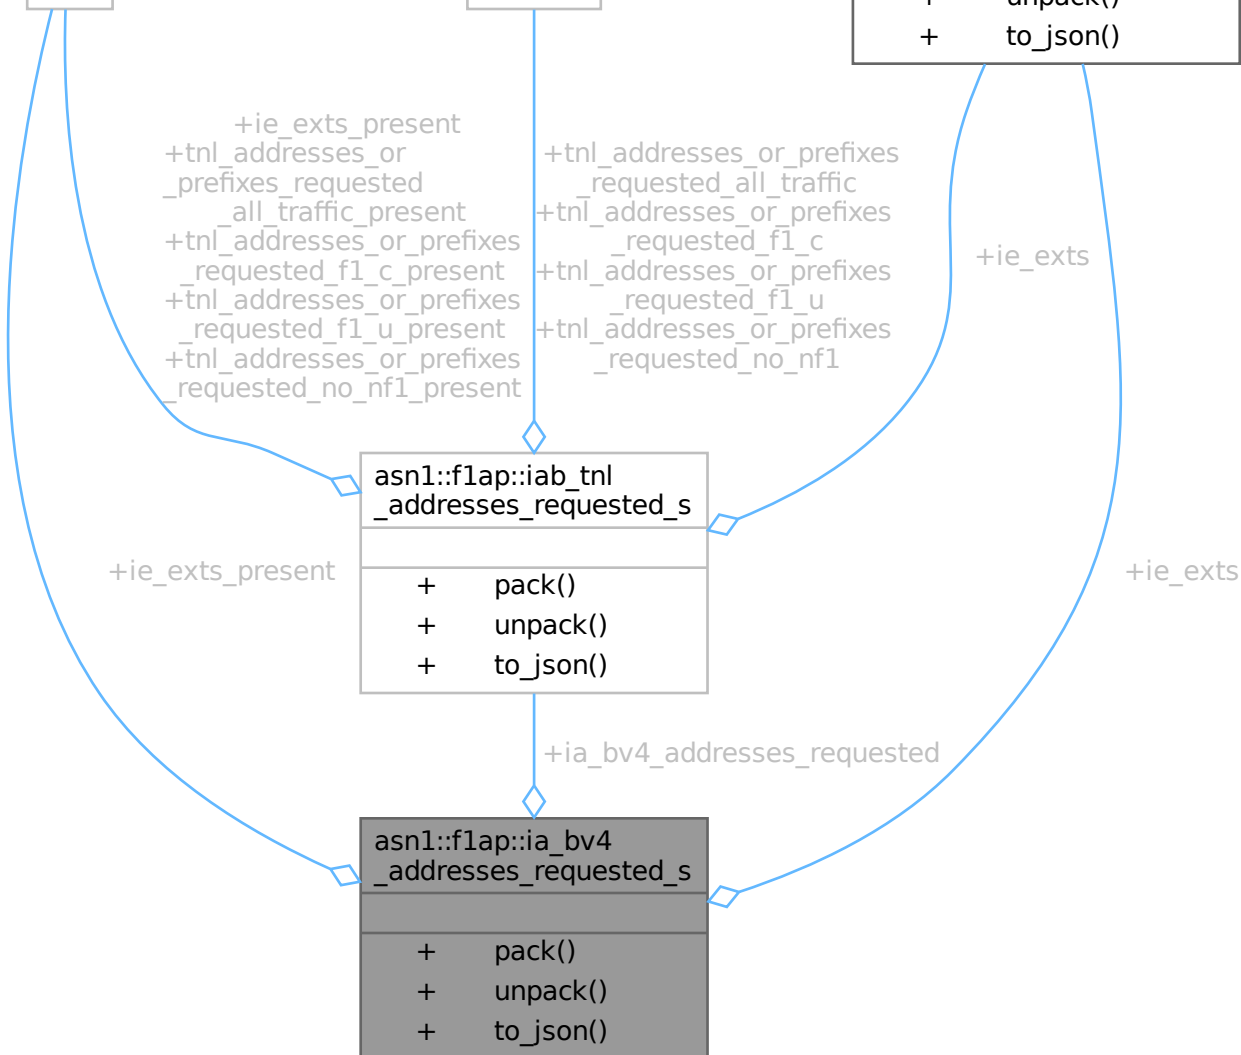 + unpack()
+ to_json()
+ie_exts_present
+tnl_addresses_or
_prefixes_requested
_all_traffic_present
+tnl_addresses_or_prefixes
_requested_f1_c_present
+tnl_addresses_or_prefixes
_requested_f1_u_present
+tnl_addresses_or_prefixes
_requested_no_nf1_present
+tnl_addresses_or_prefixes
_requested_all_traffic
+tnl_addresses_or_prefixes
_requested_f1_c
+tnl_addresses_or_prefixes
_requested_f1_u
+tnl_addresses_or_prefixes
_requested_no_nf1
+ie_exts
asn1::f1ap::iab_tnl
_addresses_requested_s
+ pack()
+ unpack()
+ to_json()
+ie_exts_present
+ie_exts
+ia_bv4_addresses_requested
asn1::f1ap::ia_bv4
_addresses_requested_s
+ pack()
+ unpack()
+ to_json()